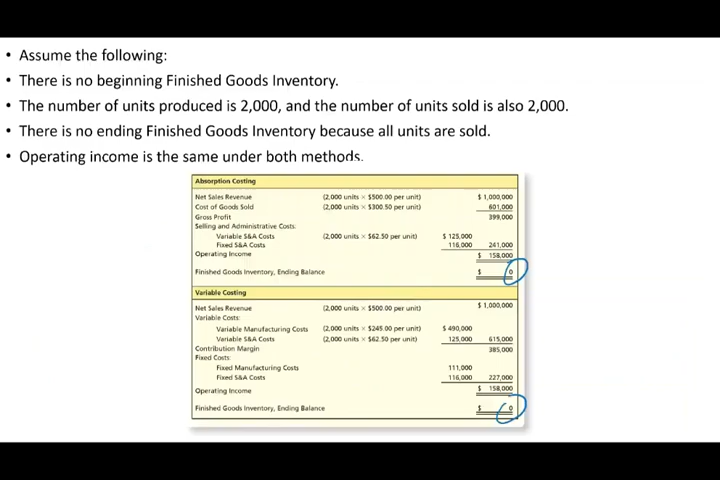 • Assume the following:
• There is no beginning Finished Goods Inventory.
• The number of units produced is 2,000, and the number of units sold is also 2,000.
• There is no ending Finished Goods Inventory because all units are sold.
• Operating income is the same under both methods.
Absorption Costing
Net Sales Revenue (2,000 units × $500.00 per unit) $ 1,000,000
Cost of Goods Sold (2,000 units × $300.50 per unit) 601,000
Gross Profit 399,000
Selling and Administrative Costs:
Variable S&A Costs (2,000 units × $62.50 per unit) $ 125,000
Fixed S&A Costs 116,000 241,000
Operating Income $ 158,000
Finished Goods Inventory, Ending Balance $ 0
Variable Costing
Net Sales Revenue (2,000 units × $500.00 per unit) $ 1,000,000
Variable Costs:
Variable Manufacturing Costs (2,000 units × $245.00 per unit) $ 490,000
Variable S&A Costs (2,000 units × $62.50 per unit) 125,000 615,000
Contribution Margin 385,000
Fixed Costs:
Fixed Manufacturing Costs 111,000
Fixed S&A Costs 116,000 227,000
Operating Income $ 158,000
Finished Goods Inventory, Ending Balance $ 0